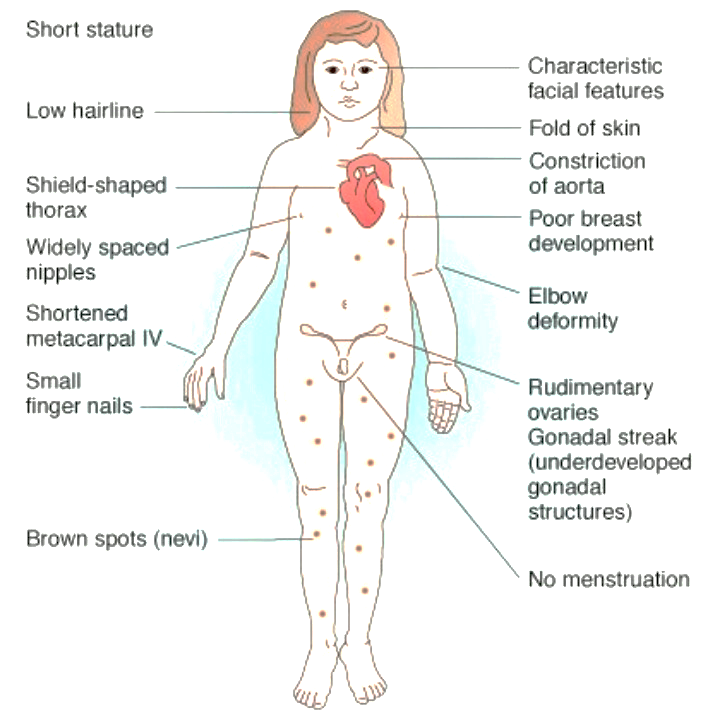 Short stature
Low hairline
Shield-shaped
thorax
Widely spaced
nipples
Shortened
metacarpal IV
Small
finger nails
Brown spots (nevi)
Characteristic
facial features
Fold of skin
Constriction
of aorta
Poor breast
development
Elbow
deformity
Rudimentary
ovaries
Gonadal streak
(underdeveloped
gonadal
structures)
No menstruation